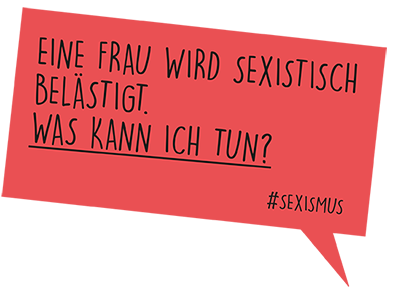 EINE FRAU WIRD SEXISTISCH
BELÄSTIGT.
WAS KANN ICH TUN?
#SEXISMUS